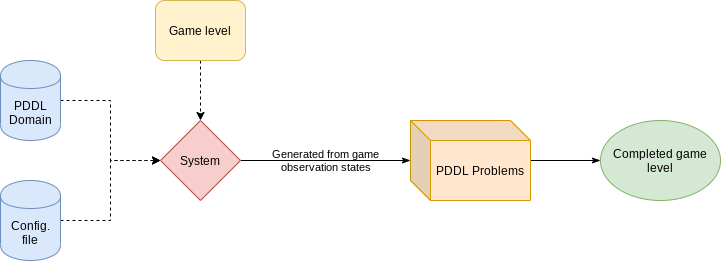 Game level
PDDL
Domain
System
Generated from game
observation states
PDDL Problems
Completed game
level
Config.
file